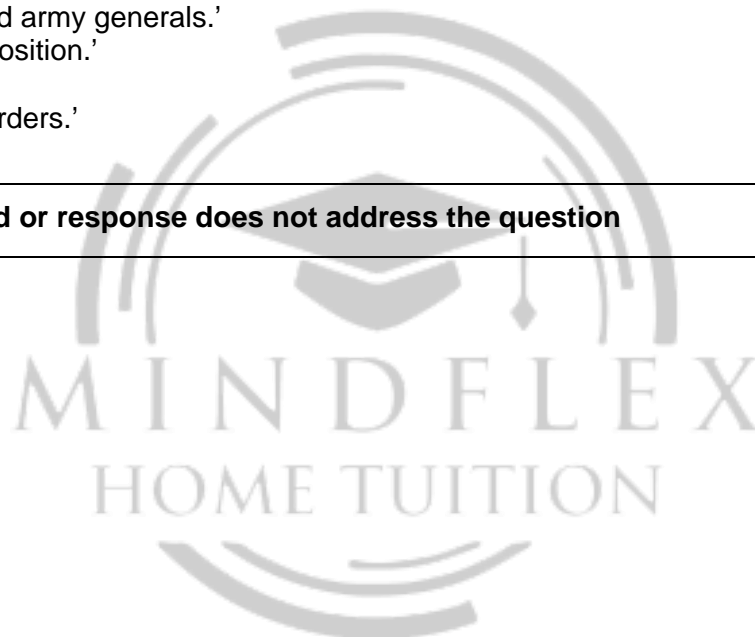 d army generals.’
osition.’
rders.’
d or response does not address the question
MINDFLEX
HOME TUITION